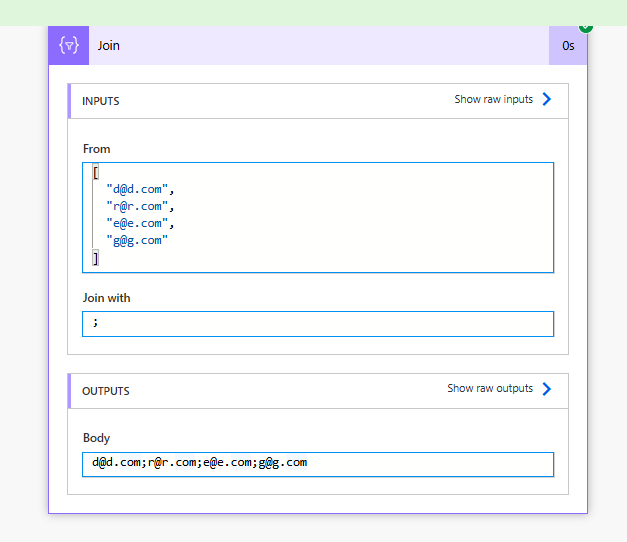 Join
0s
INPUTS
Show raw inputs
From
[
"d@d.com",
"r@r.com",
"e@e.com",
"g@g.com"
]
Join with
;
OUTPUTS
Show raw outputs
Body
d@d.com;r@r.com;e@e.com;g@g.com